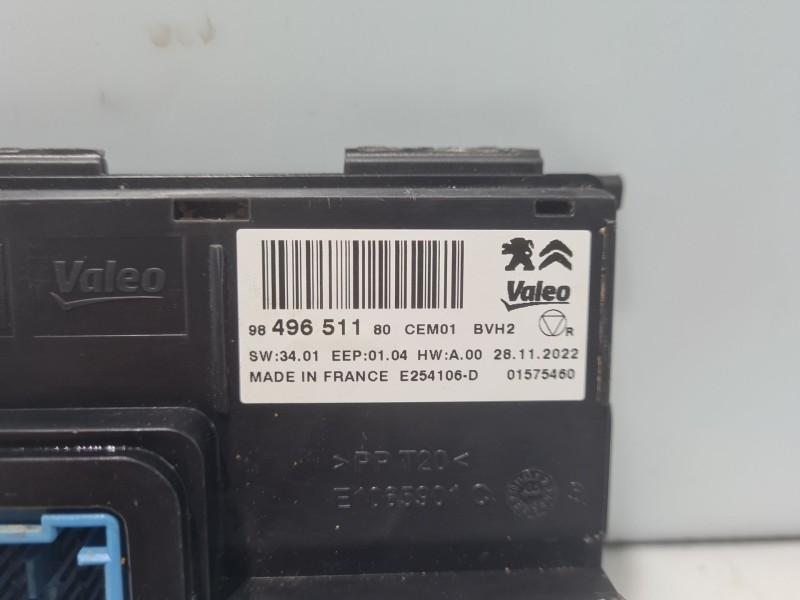 Valeo
Valeo
98 496 511 80 CEM01 BVH2 R
SW:34.01 EEP:01.04 HW:A.00 28.11.2022
MADE IN FRANCE E254106-D 01575460
>PP T20<
E1065901